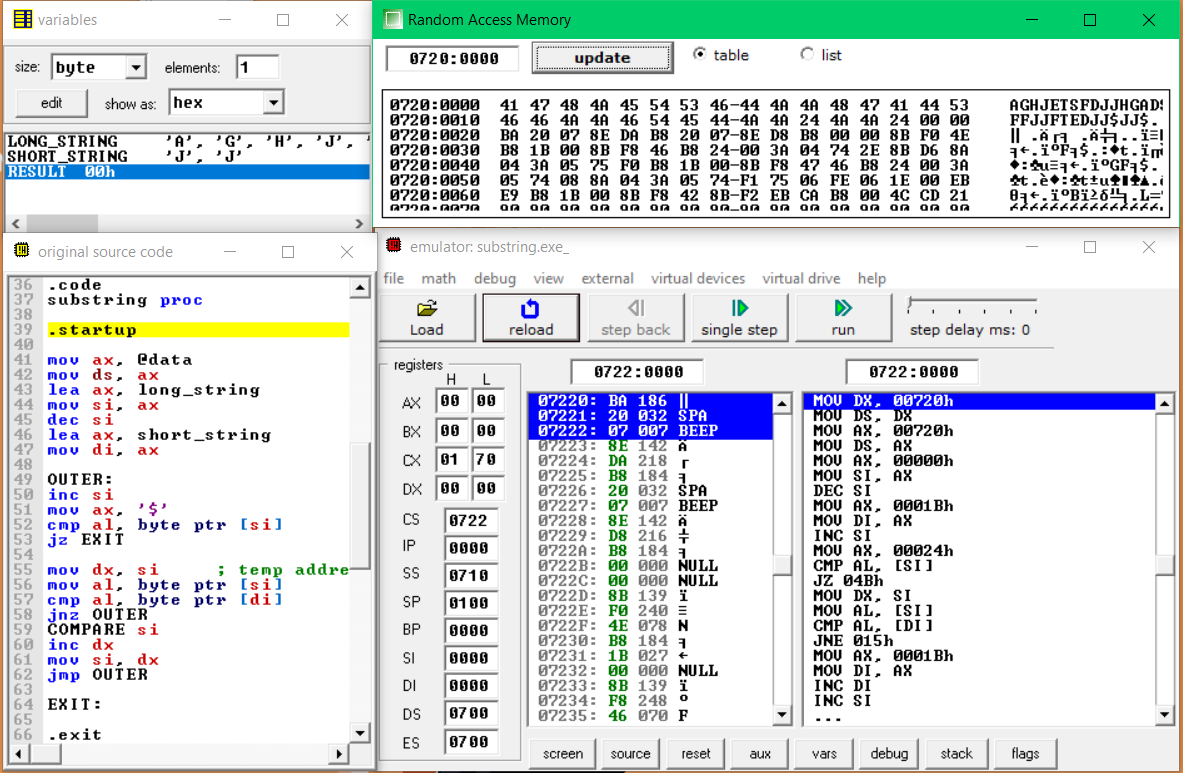 variables
size: byte elements: 1
edit show as: hex
LONG_STRING 'A', 'G', 'H', 'J',
SHORT_STRING 'J', 'J'
RESULT 00h
Random Access Memory
0720:0000 update table list
0720:0000 41 47 48 4A 45 54 53 46-44 4A 4A 48 47 41 44 53 AGHJETSFDJJHGADS
0720:0010 46 46 4A 4A 46 54 45 44-4A 4A 24 4A 4A 24 00 00 FFJJFTEDJJ$JJ$.
0720:0020 BA 20 07 8E DA B8 20 07-8E D8 B8 00 00 8B F0 4E
0720:0030 B8 1B 00 8B F8 46 B8 24-00 3A 04 74 2E 8B D6 8A
0720:0040 04 3A 05 75 F0 B8 1B 00-8B F8 47 46 B8 24 00 3A
0720:0050 05 74 08 8A 04 3A 05 74-F1 75 06 FE 06 1E 00 EB
0720:0060 E9 B8 1B 00 8B F8 42 8B-F2 EB CA B8 00 4C CD 21
original source code
36 .code
37 substring proc
38
39 .startup
40
41 mov ax, @data
42 mov ds, ax
43 lea ax, long_string
44 mov si, ax
45 dec si
46 lea ax, short_string
47 mov di, ax
48
49 OUTER:
50 inc si
51 mov ax, '$'
52 cmp al, byte ptr [si]
53 jz EXIT
54
55 mov dx, si ; temp addre
56 mov al, byte ptr [si]
57 cmp al, byte ptr [di]
58 jnz OUTER
59 COMPARE si
60 inc dx
61 mov si, dx
62 jmp OUTER
63
64 EXIT:
65
66 .exit
emulator: substring.exe_
file math debug view external virtual devices virtual drive help
Load reload step back single step run step delay ms: 0
registers
H L
AX 00 00
BX 00 00
CX 01 70
DX 00 00
CS 0722
IP 0000
SS 0710
SP 0100
BP 0000
SI 0000
DI 0000
DS 0700
ES 0700
0722:0000
07220: BA 186 ‖
07221: 20 032 SPA
07222: 07 007 BEEP
07223: 8E 142 Ä
07224: DA 218 ┌
07225: B8 184 ╕
07226: 20 032 SPA
07227: 07 007 BEEP
07228: 8E 142 Ä
07229: D8 216 ╪
0722A: B8 184 ╕
0722B: 00 000 NULL
0722C: 00 000 NULL
0722D: 8B 139 ï
0722E: F0 240 ≡
0722F: 4E 078 N
07230: B8 184 ╕
07231: 1B 027 ←
07232: 00 000 NULL
07233: 8B 139 ï
07234: F8 248 °
07235: 46 070 F
0722:0000
MOV DX, 00720h
MOV DS, DX
MOV AX, 00720h
MOV DS, AX
MOV AX, 00000h
MOV SI, AX
DEC SI
MOV AX, 0001Bh
MOV DI, AX
INC SI
MOV AX, 00024h
CMP AL, [SI]
JZ 04Bh
MOV DX, SI
MOV AL, [SI]
CMP AL, [DI]
JNE 015h
MOV AX, 0001Bh
MOV DI, AX
INC DI
INC SI
...
screen source reset aux vars debug stack flags